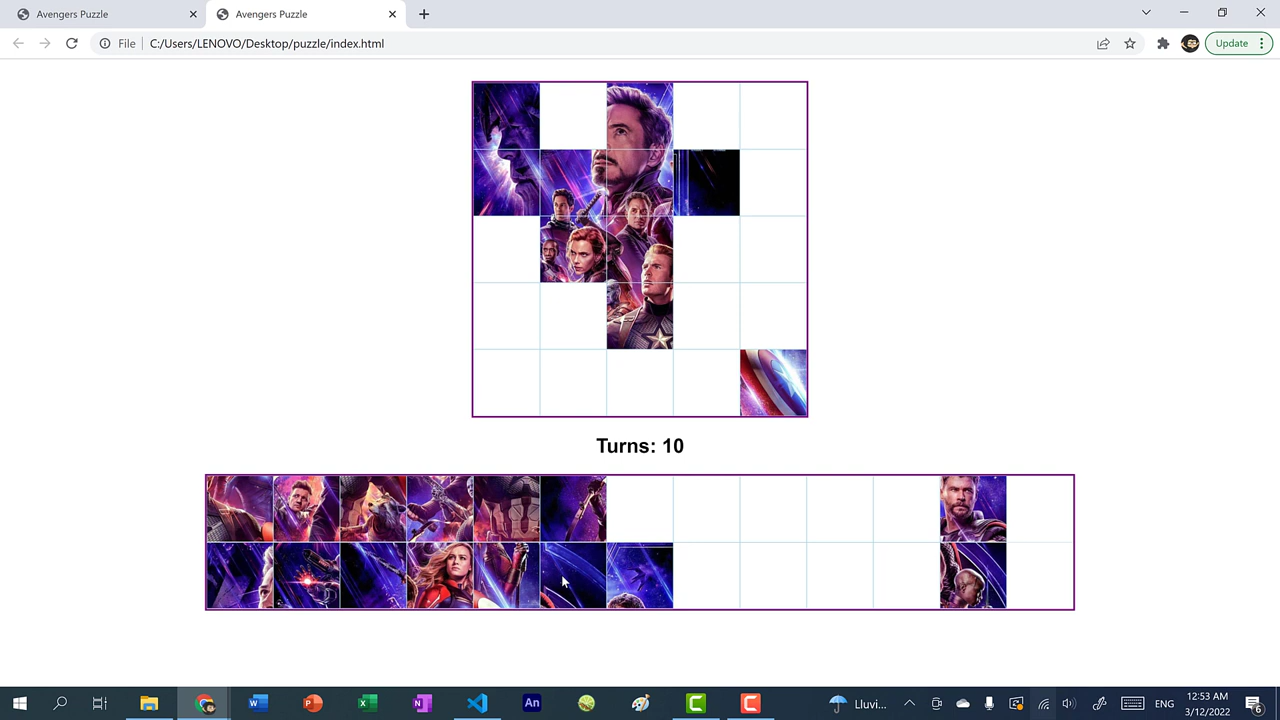 Avengers Puzzle
Avengers Puzzle
File
C:/Users/LENOVO/Desktop/puzzle/index.html
Update
Turns: 10
Lluvi...
ENG
12:53 AM
3/12/2022
6